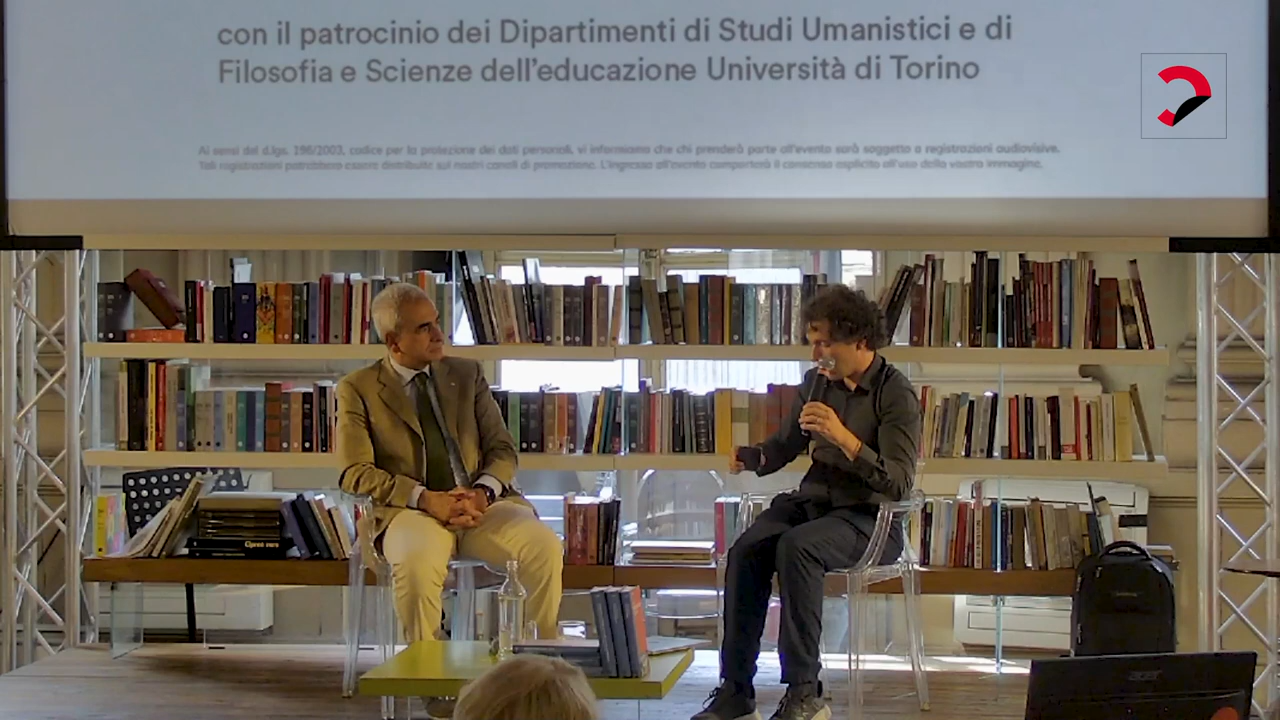 con il patrocinio dei Dipartimenti di Studi Umanistici e di
Filosofia e Scienze dell'educazione Università di Torino
Ai sensi del d.lgs. 196/2003, codice per la protezione dei dati personali, vi informiamo che chi prenderà parte all'evento sarà soggetto a registrazioni audiovisive.
Tali registrazioni potrebbero essere distribuite sui nostri canali di promozione. L'ingresso all'evento comporterà il consenso esplicito all'uso della vostra immagine.
acer